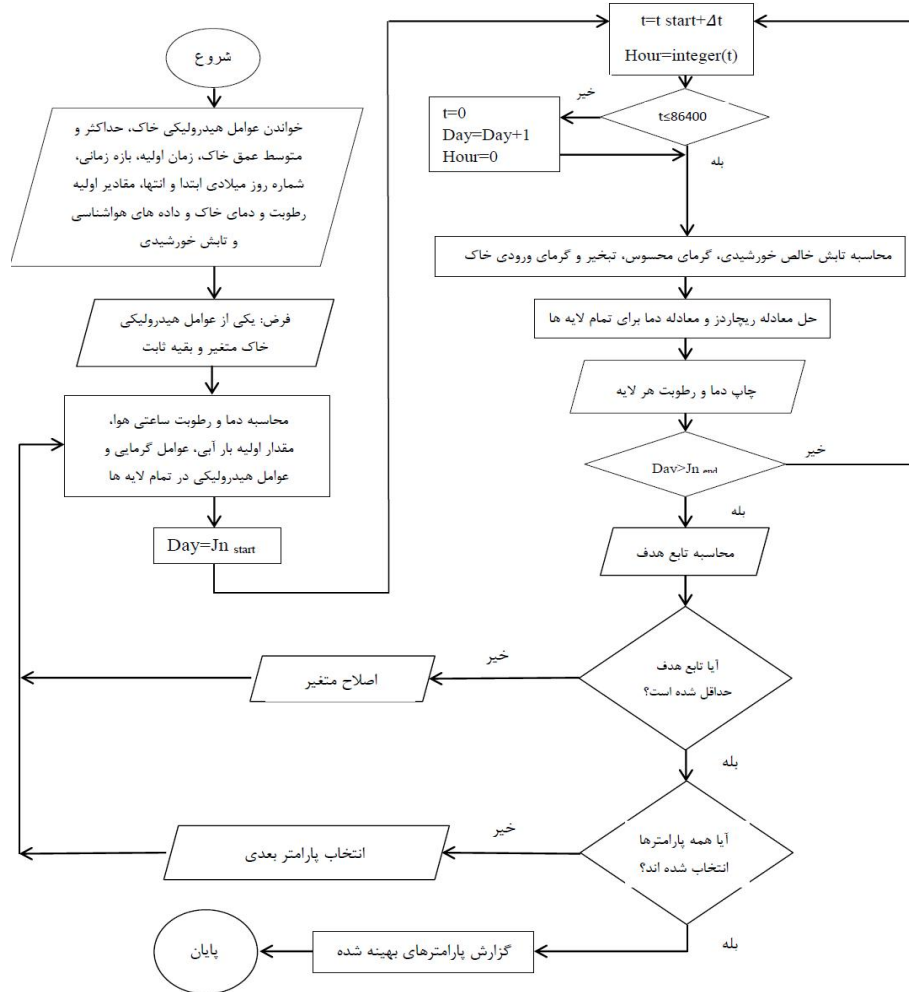 شروع
خواندن عوامل هیدرولیکی خاک، حداکثر و
متوسط عمق خاک، زمان اولیه، بازه زمانی،
شماره روز میلادی ابتدا و انتها، مقادیر اولیه
رطوبت و دمای خاک و داده های هواشناسی
و تابش خورشیدی
فرض: یکی از عوامل هیدرولیکی
خاک متغیر و بقیه ثابت
محاسبه دما و رطوبت ساعتی هوا،
مقدار اولیه بار آبی، عوامل گرمایی و
عوامل هیدرولیکی در تمام لایه ها
Day=Jn start
t=t start+Δt
Hour=integer(t)
t≤86400
خیر
t=0
Day=Day+1
Hour=0
بله
محاسبه تابش خالص خورشیدی، گرمای محسوس، تبخیر و گرمای ورودی خاک
حل معادله ریچاردز و معادله دما برای تمام لایه ها
چاپ دما و رطوبت هر لایه
Day>Jn end
خیر
بله
محاسبه تابع هدف
آیا تابع هدف
حداقل شده است؟
خیر
اصلاح متغیر
بله
آیا همه پارامترها
انتخاب شده اند؟
خیر
انتخاب پارامتر بعدی
بله
گزارش پارامترهای بهینه شده
پایان